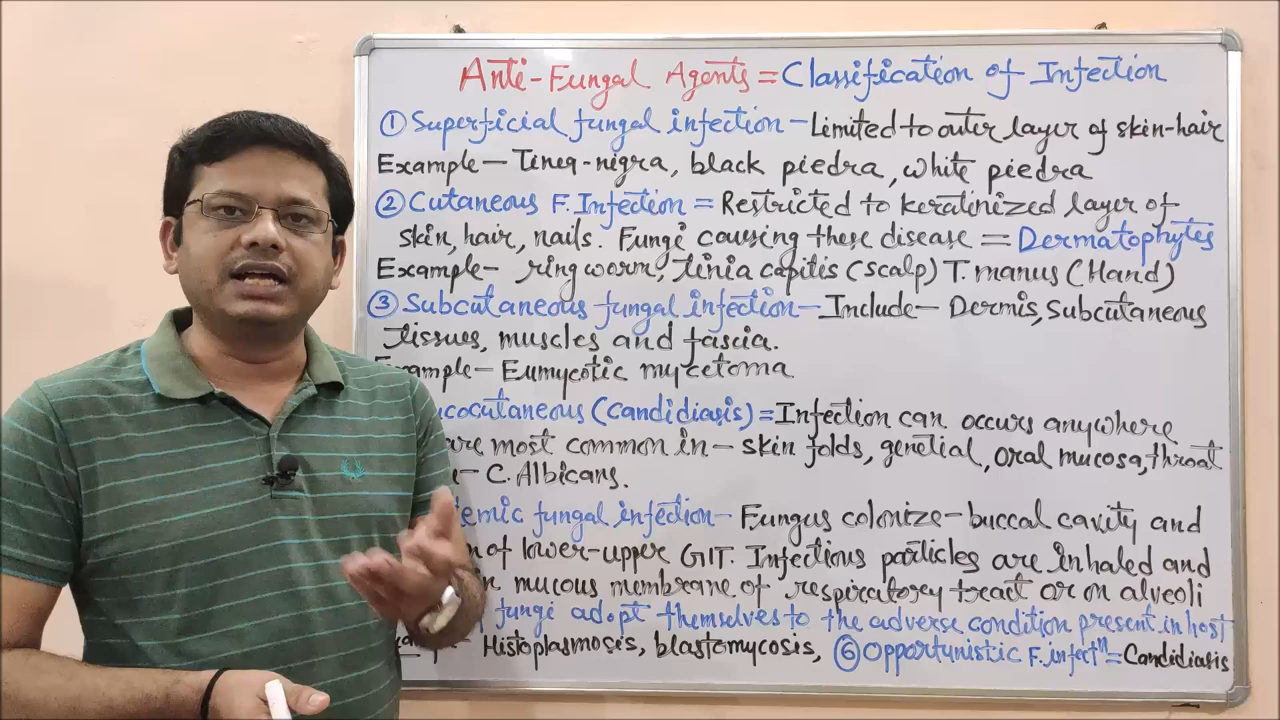 Anti-Fungal Agents = Classification of Infection
① Superficial fungal infection - Limited to outer layer of skin-hair
Example - Tinea-nigra, black piedra, white piedra
② Cutaneous F. Infection = Restricted to keratinized layer of
skin, hair, nails. Fungi causing these disease = Dermatophytes
Example - ring worm, tinia capitis (scalp) T. manus (Hand)
③ Subcutaneous fungal infection - Include - Dermis, Subcutaneous
tissues, muscles and fascia.
ample - Eumycotic mycetoma
ucocutaneous (candidiasis) = Infection can occurs anywhere
are most common in - skin folds, genetial, oral mucosa, throat
- C. Albicans.
temic fungal infection - Fungus colonize - buccal cavity and
of lower-upper GIT. Infectious particles are inhaled and
mucous membrane of respiratory tract or on alveoli
fungi adopt themselves to the adverse condition present in host
Histoplasmosis, blastomycosis, ⑥ Opportunistic F. infectⁿ = Candidiasis